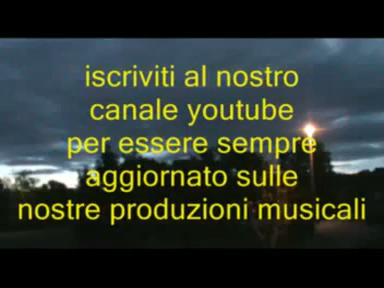 iscriviti al nostro
canale youtube
per essere sempre
aggiornato sulle
nostre produzioni musicali